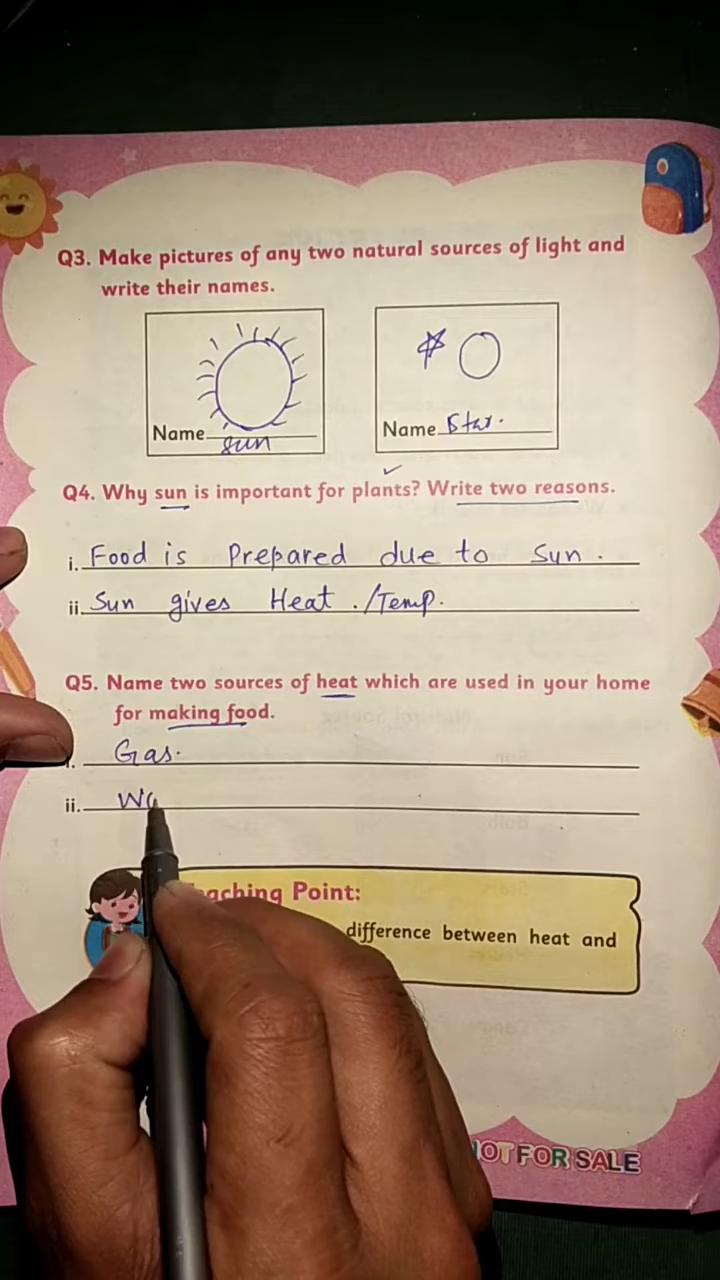 Q3. Make pictures of any two natural sources of light and
write their names.
Name sun
Name Star.
Q4. Why sun is important for plants? Write two reasons.
i. Food is Prepared due to Sun.
ii. Sun gives Heat. /Temp.
Q5. Name two sources of heat which are used in your home
for making food.
i. Gas.
ii.
Teaching Point:
difference between heat and
NOT FOR SALE